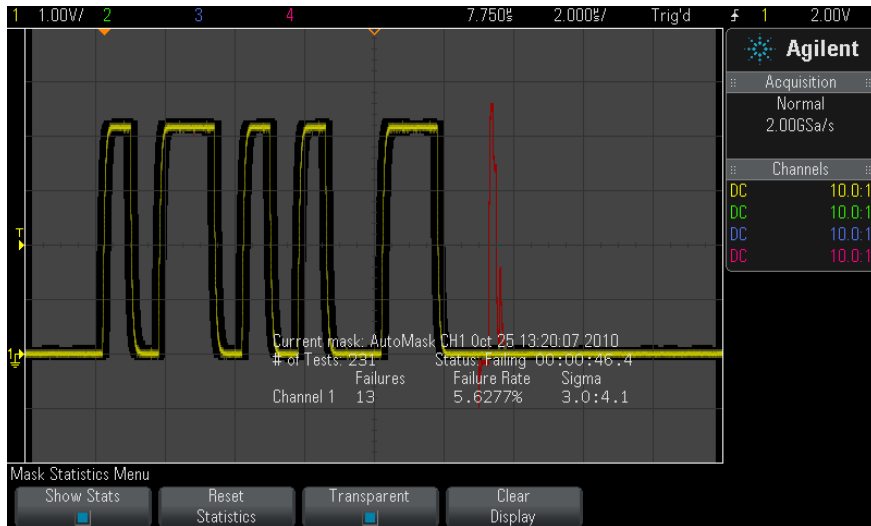 1 1.00V/ 2 3 4 7.750s 2.000s/ Trig'd 1 2.00V
Agilent
Acquisition
Normal
2.00GSa/s
Channels
DC 10.0:1
DC 10.0:1
DC 10.0:1
DC 10.0:1
T
1
Current mask: AutoMask CH1 Oct 25 13:20:07 2010
# of Tests: 231 Status: Failing 00:00:46.4
Failures Failure Rate Sigma
Channel 1 13 5.6277% 3.0:4.1
Mask Statistics Menu
Show Stats Reset Statistics Transparent Clear Display